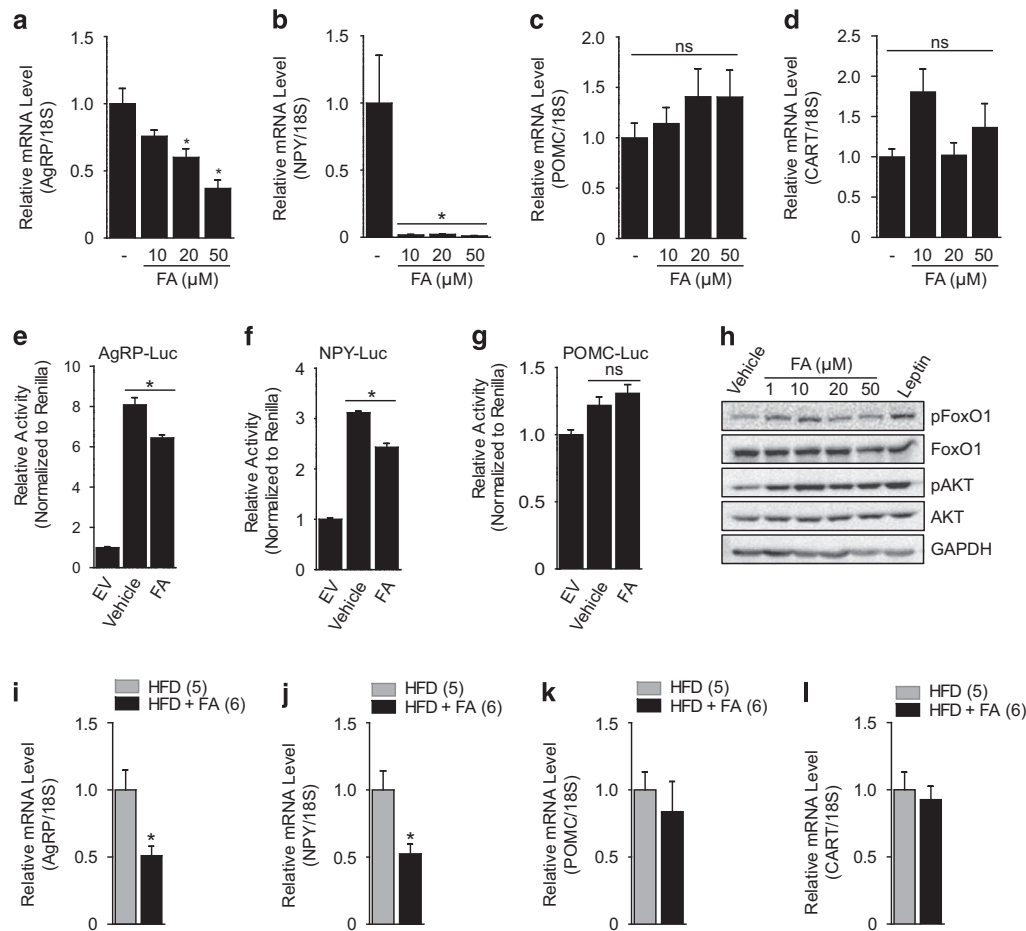 a
Relative mRNA Level
(AgRP/18S)
1.5
1.0
0.5
0
*
*
- 10 20 50
FA (µM)
b
Relative mRNA Level
(NPY/18S)
1.5
1.0
0.5
0
*
- 10 20 50
FA (µM)
c
Relative mRNA Level
(POMC/18S)
2.0
1.5
1.0
0.5
0
ns
- 10 20 50
FA (µM)
d
Relative mRNA Level
(CART/18S)
2.5
2.0
1.5
1.0
0.5
0
ns
- 10 20 50
FA (µM)
e
AgRP-Luc
Relative Activity
(Normalized to Renilla)
10
8
6
4
2
0
*
EV
Vehicle
FA
f
NPY-Luc
Relative Activity
(Normalized to Renilla)
4
3
2
1
0
*
EV
Vehicle
FA
g
POMC-Luc
Relative Activity
(Normalized to Renilla)
1.5
1.0
0.5
0
ns
EV
Vehicle
FA
h
Vehicle
FA (µM)
1 10 20 50
Leptin
pFoxO1
FoxO1
pAKT
AKT
GAPDH
i
HFD (5)
HFD + FA (6)
Relative mRNA Level
(AgRP/18S)
1.5
1.0
0.5
0
*
j
HFD (5)
HFD + FA (6)
Relative mRNA Level
(NPY/18S)
1.5
1.0
0.5
0
*
k
HFD (5)
HFD + FA (6)
Relative mRNA Level
(POMC/18S)
1.5
1.0
0.5
0
l
HFD (5)
HFD + FA (6)
Relative mRNA Level
(CART/18S)
1.5
1.0
0.5
0